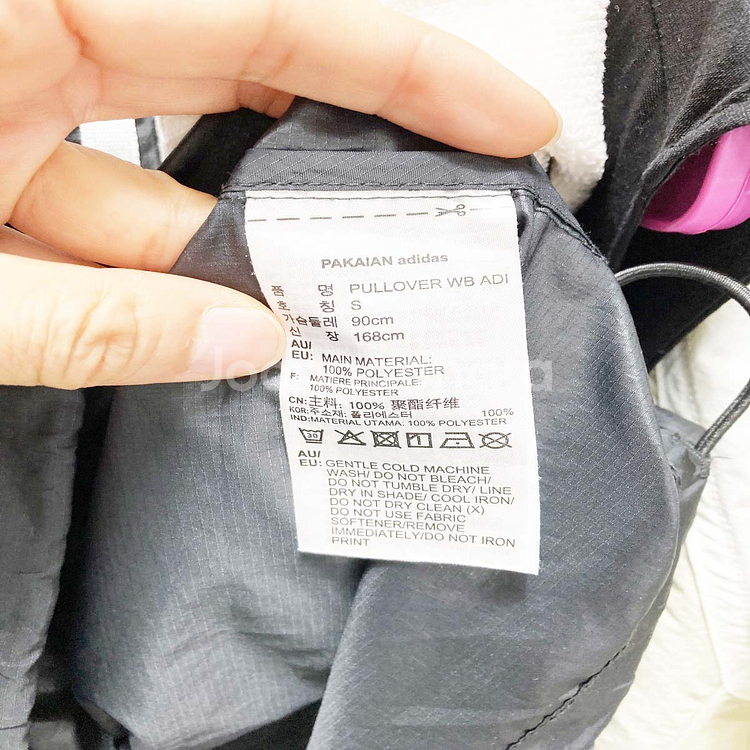 PAKAIAN adidas
품 명 PULLOVER WB ADI
호 칭 S
가슴둘레 90cm
신 장 168cm
AU/
EU: MAIN MATERIAL:
100% POLYESTER
F: MATIERE PRINCIPALE:
100% POLYESTER
CN:主料: 100% 聚酯纤维
KOR:주소재: 폴리에스터 100%
IND:MATERIAL UTAMA: 100% POLYESTER
30
AU/
EU: GENTLE COLD MACHINE
WASH/ DO NOT BLEACH/
DO NOT TUMBLE DRY/ LINE
DRY IN SHADE/ COOL IRON/
DO NOT DRY CLEAN (X)
DO NOT USE FABRIC
SOFTENER/REMOVE
IMMEDIATELY/DO NOT IRON
PRINT